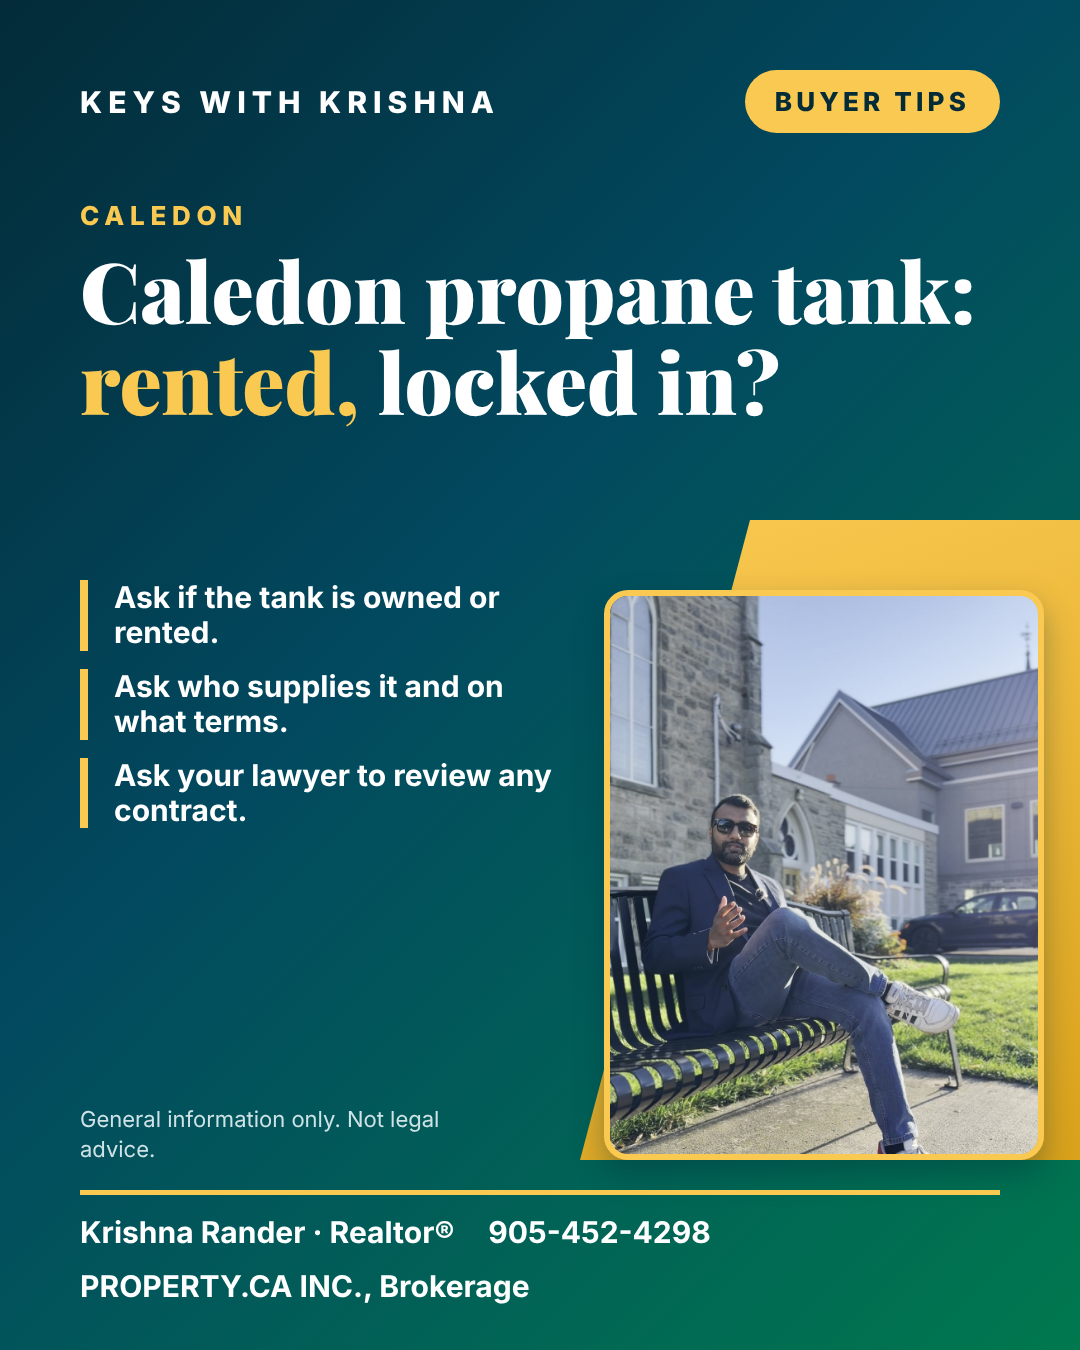 KEYS WITH KRISHNA
BUYER TIPS
CALEDON
Caledon propane tank:
rented, locked in?
Ask if the tank is owned or
rented.
Ask who supplies it and on
what terms.
Ask your lawyer to review any
contract.
General information only. Not legal
advice.
Krishna Rander · Realtor® 905-452-4298
PROPERTY.CA INC., Brokerage